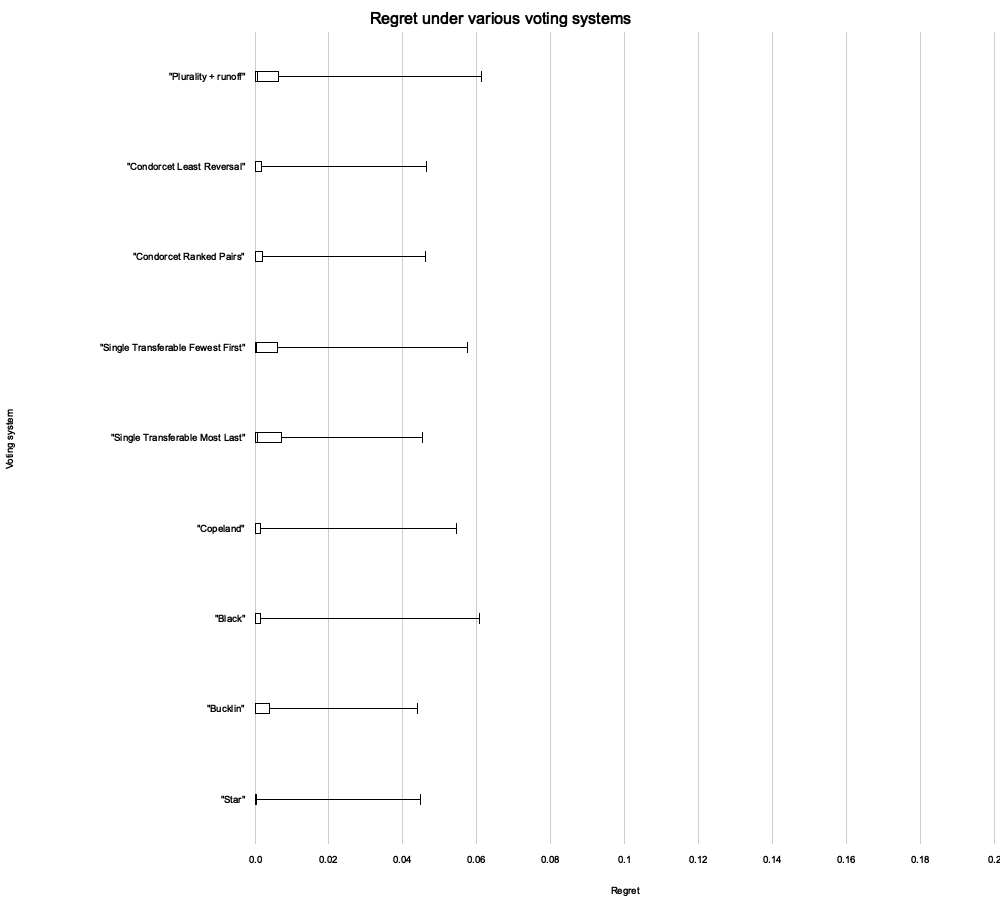 Regret under various voting systems
"Plurality + runoff"
"Condorcet Least Reversal"
"Condorcet Ranked Pairs"
"Single Transferable Fewest First"
"Single Transferable Most Last"
"Copeland"
"Black"
"Bucklin"
"Star"
Voting system
0.0 0.02 0.04 0.06 0.08 0.1 0.12 0.14 0.16 0.18 0.2
Regret